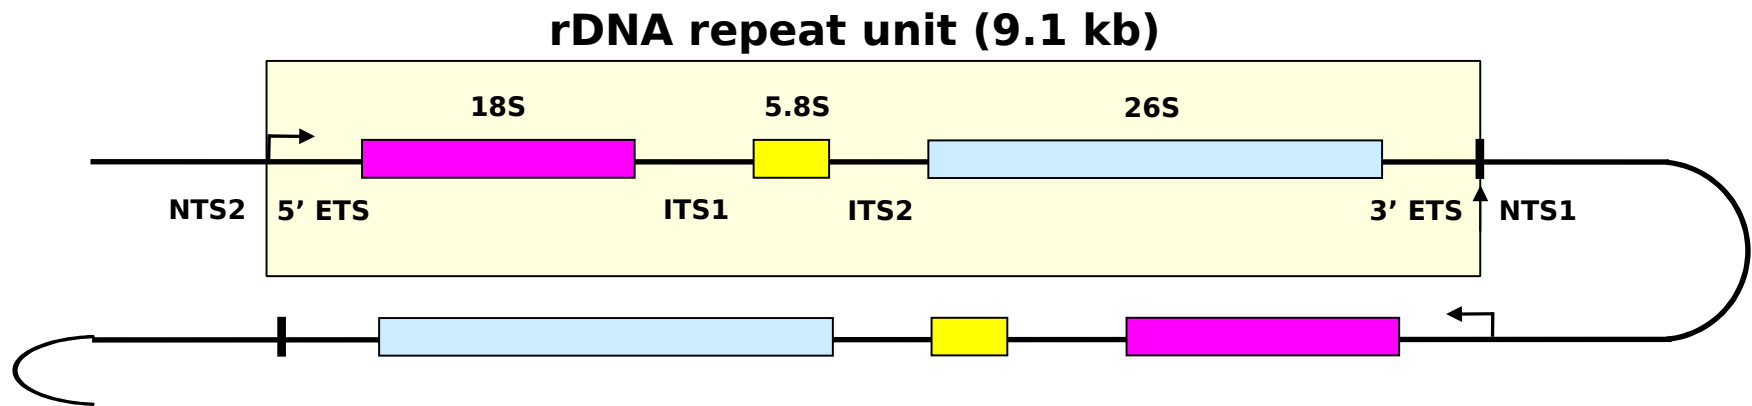 rDNA repeat unit (9.1 kb)
18S 5.8S 26S
NTS2 5’ ETS ITS1 ITS2 3’ ETS NTS1